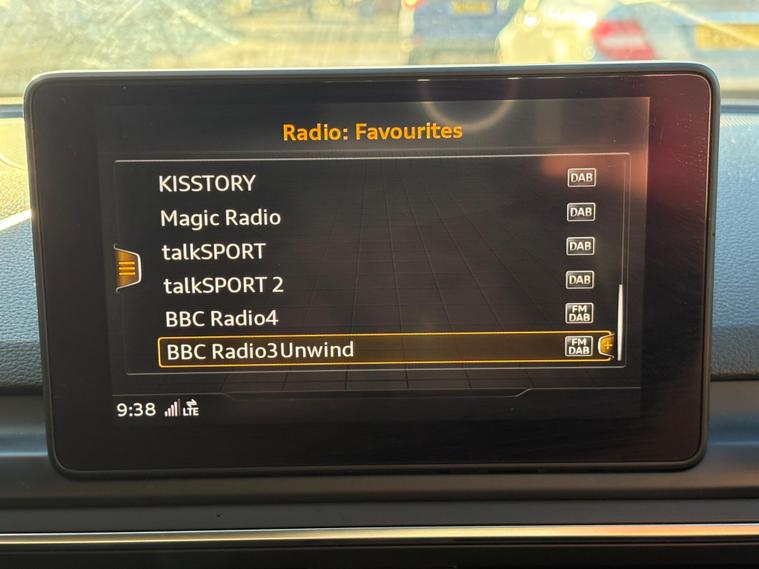 Radio: Favourites
KISSTORY DAB
Magic Radio DAB
talkSPORT DAB
talkSPORT 2 DAB
BBC Radio4 FM DAB
BBC Radio3Unwind FM DAB
9:38 LTE